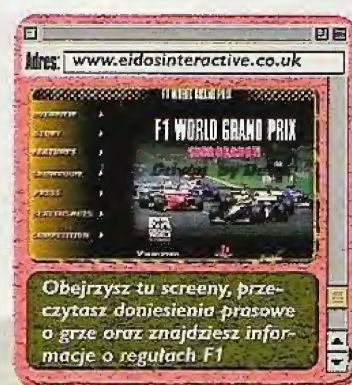 Adres: www.eidosinteractive.co.uk
F1 WORLD GRAND PRIX
OVERVIEW
STORY
FEATURES
F1 WORLD GRAND PRIX
PRESS
COMPETITION
Obejrzysz tu screeny, prze-
czytasz doniesienia prasowe
o grze oraz znajdziesz infor-
macje o regułach F1